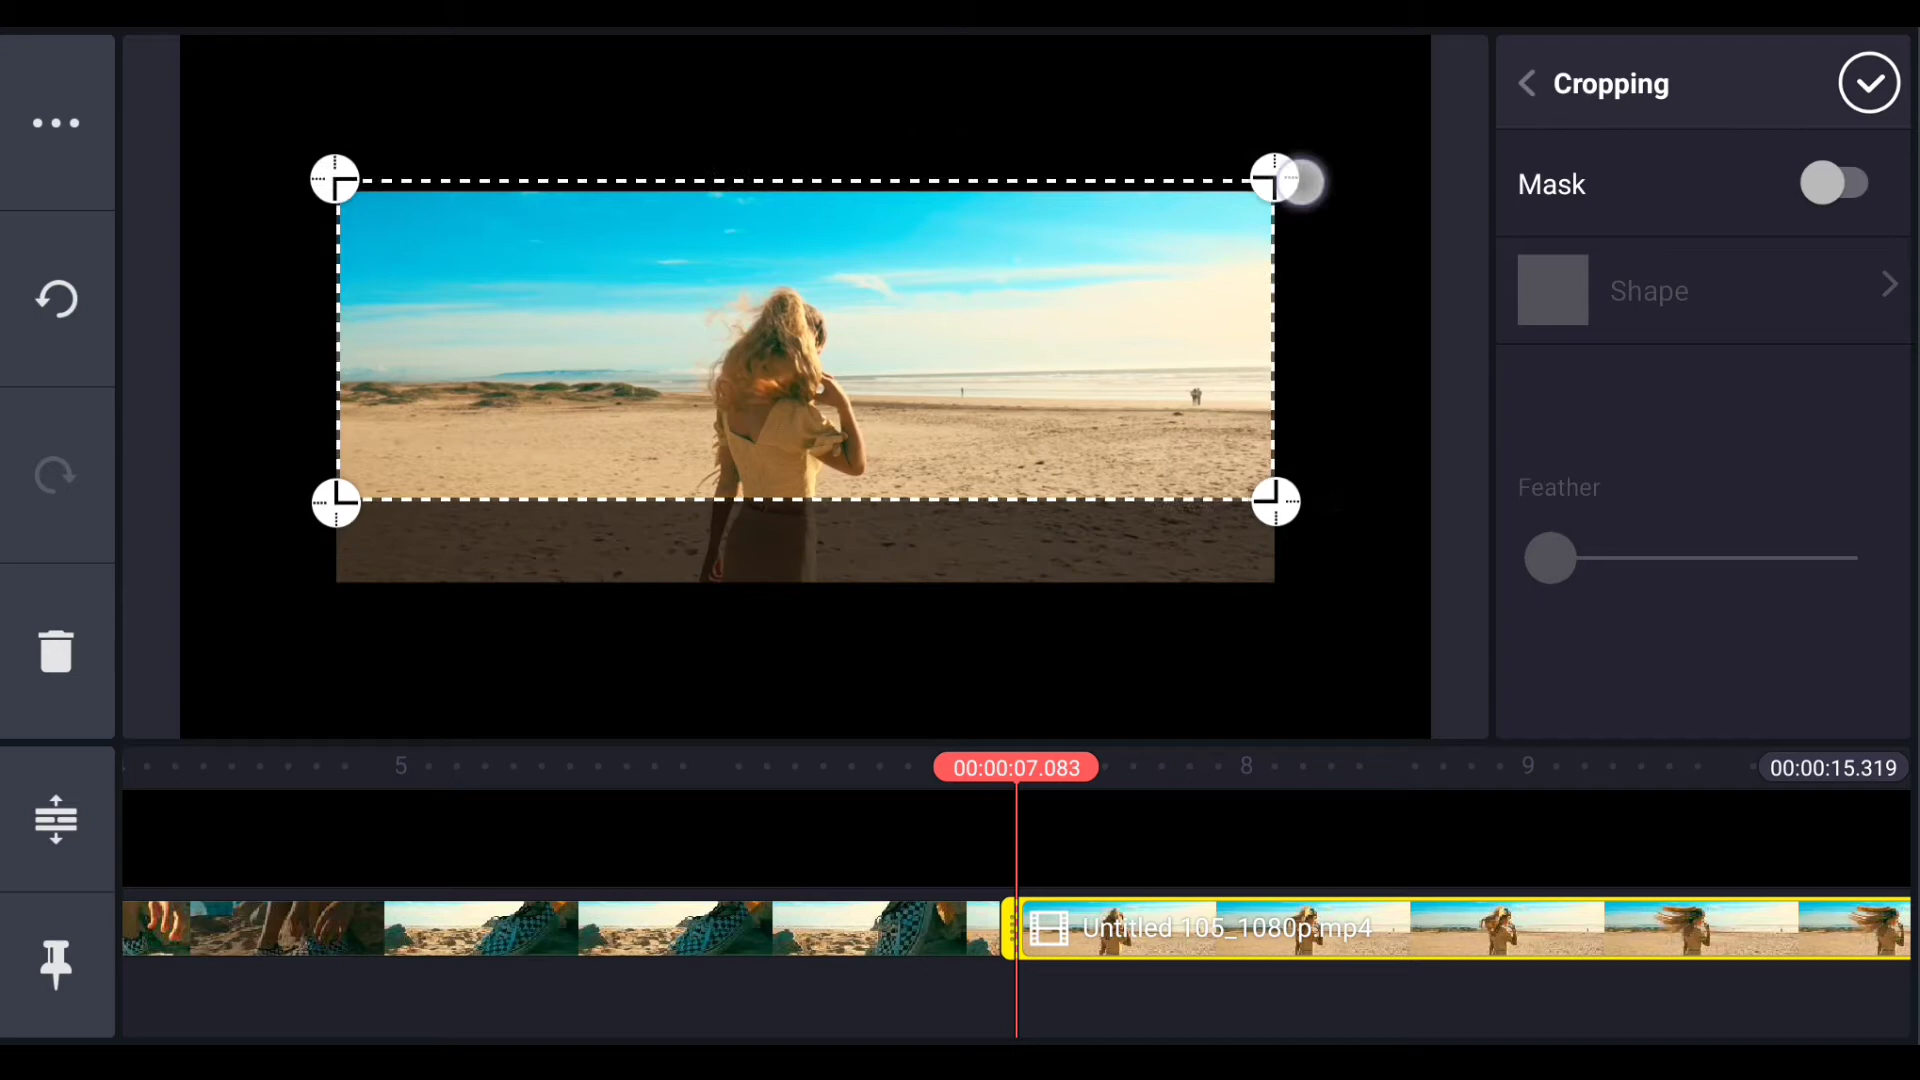 Cropping
Mask
Shape
Feather
5
00:00:07.083
8
9
00:00:15.319
Untitled 105_1080p.mp4